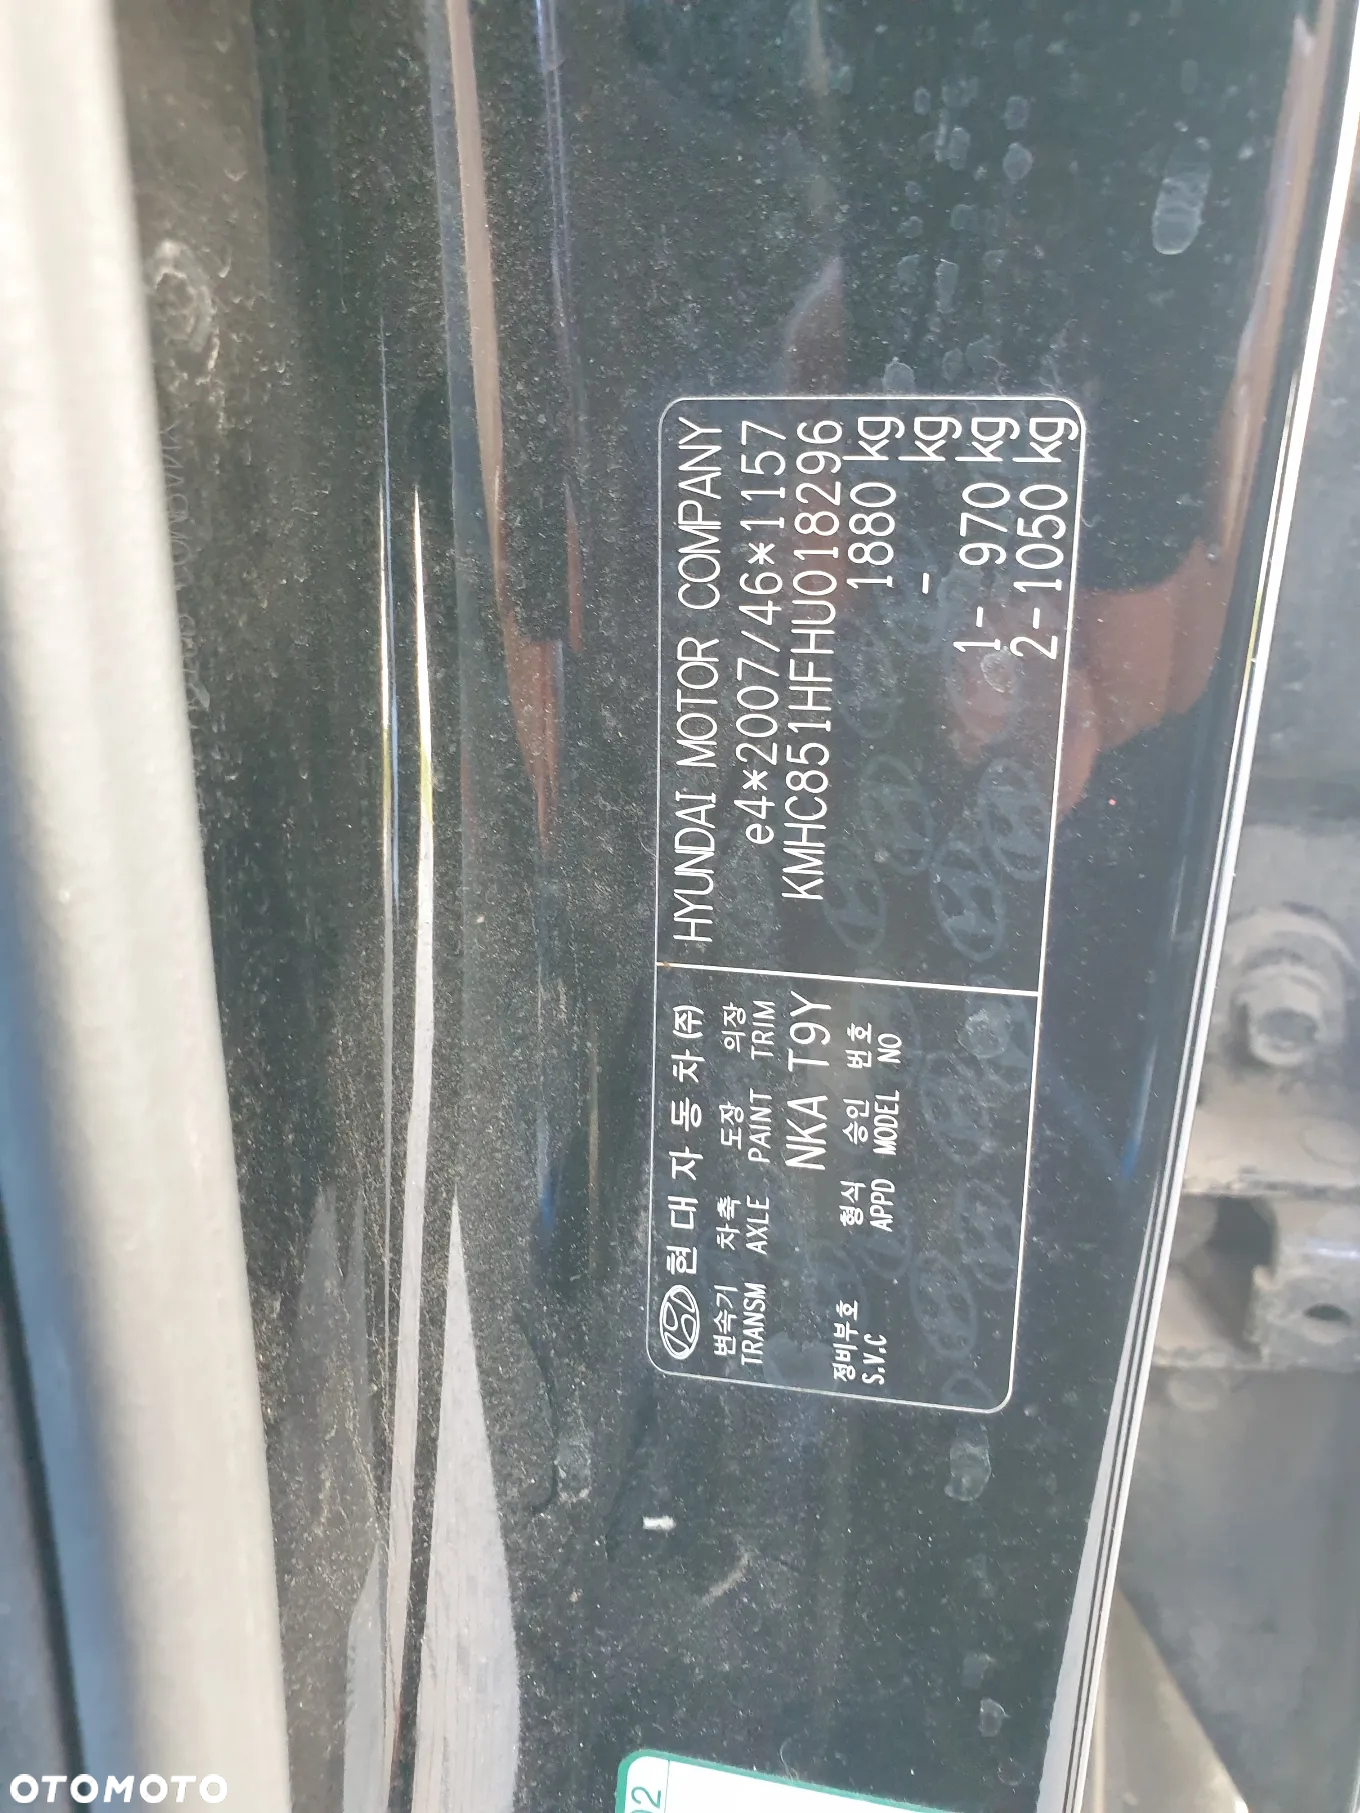 현대자동차(주)
변속기 차축 도장 의장
TRANSM AXLE PAINT TRIM
NKA T9Y
정비부호 형식 승인 번호
S.V.C APPD MODEL NO
HYUNDAI MOTOR COMPANY
e4*2007/46*1157
KMHC851HFHU018296
1880 kg
- kg
1- 970 kg
2-1050 kg
02
OTOMOTO